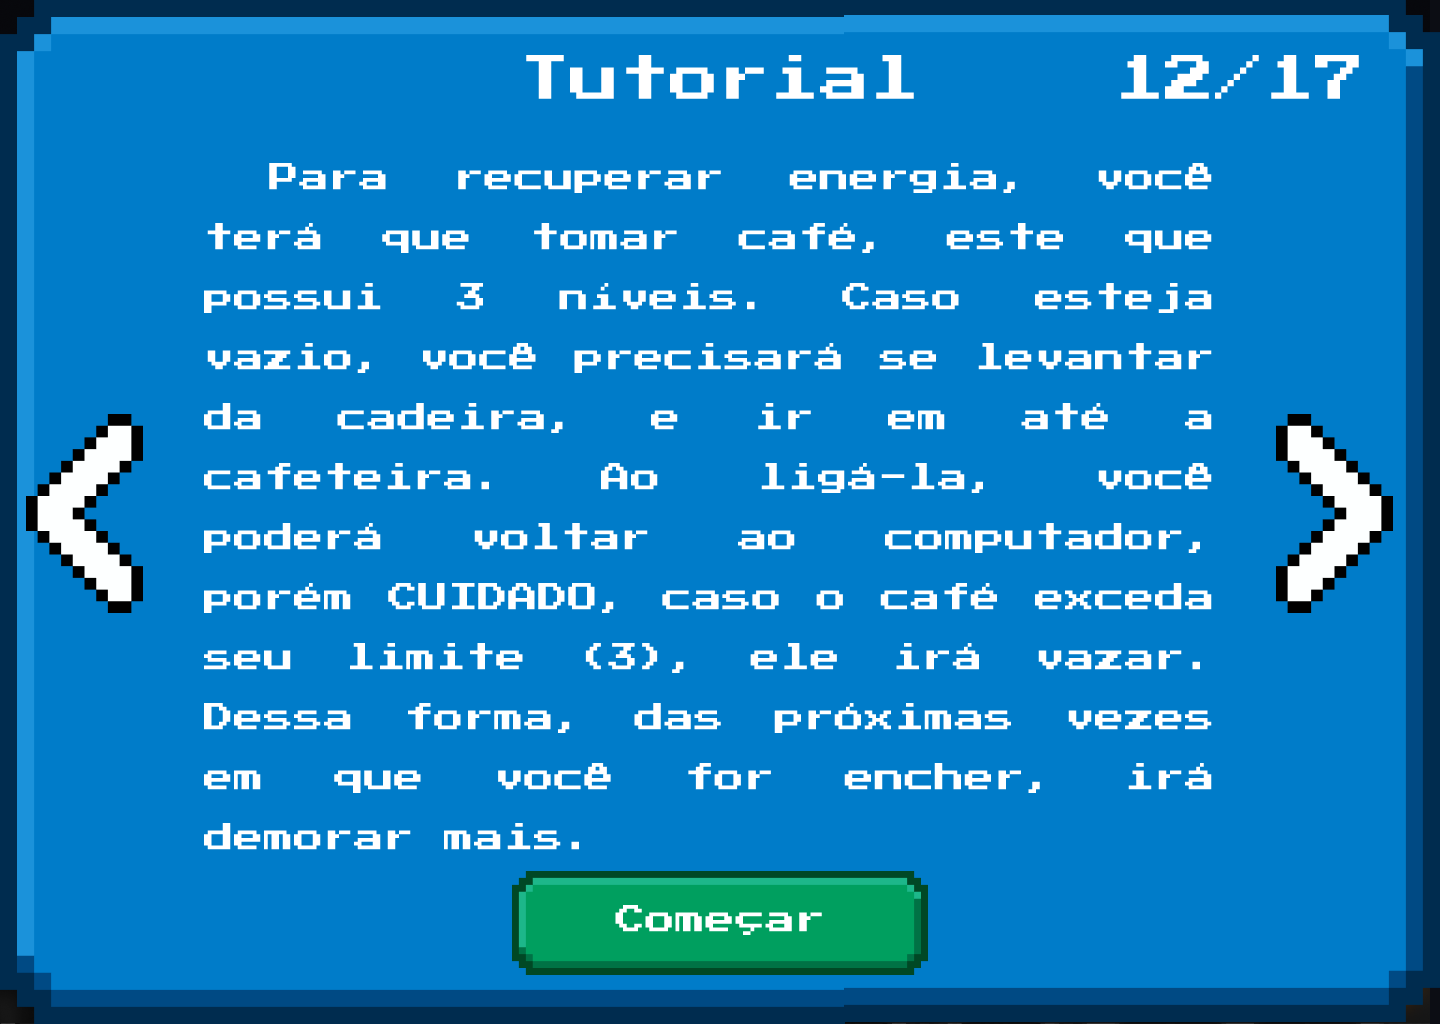 Tutorial 12/17
Para recuperar energia, você
terá que tomar café, este que
possui 3 níveis. Caso esteja
vazio, você precisará se levantar
da cadeira, e ir em até a
cafeteira. Ao ligá-la, você
poderá voltar ao computador,
porém CUIDADO, caso o café exceda
seu limite (3), ele irá vazar.
Dessa forma, das próximas vezes
em que você for encher, irá
demorar mais.
Começar